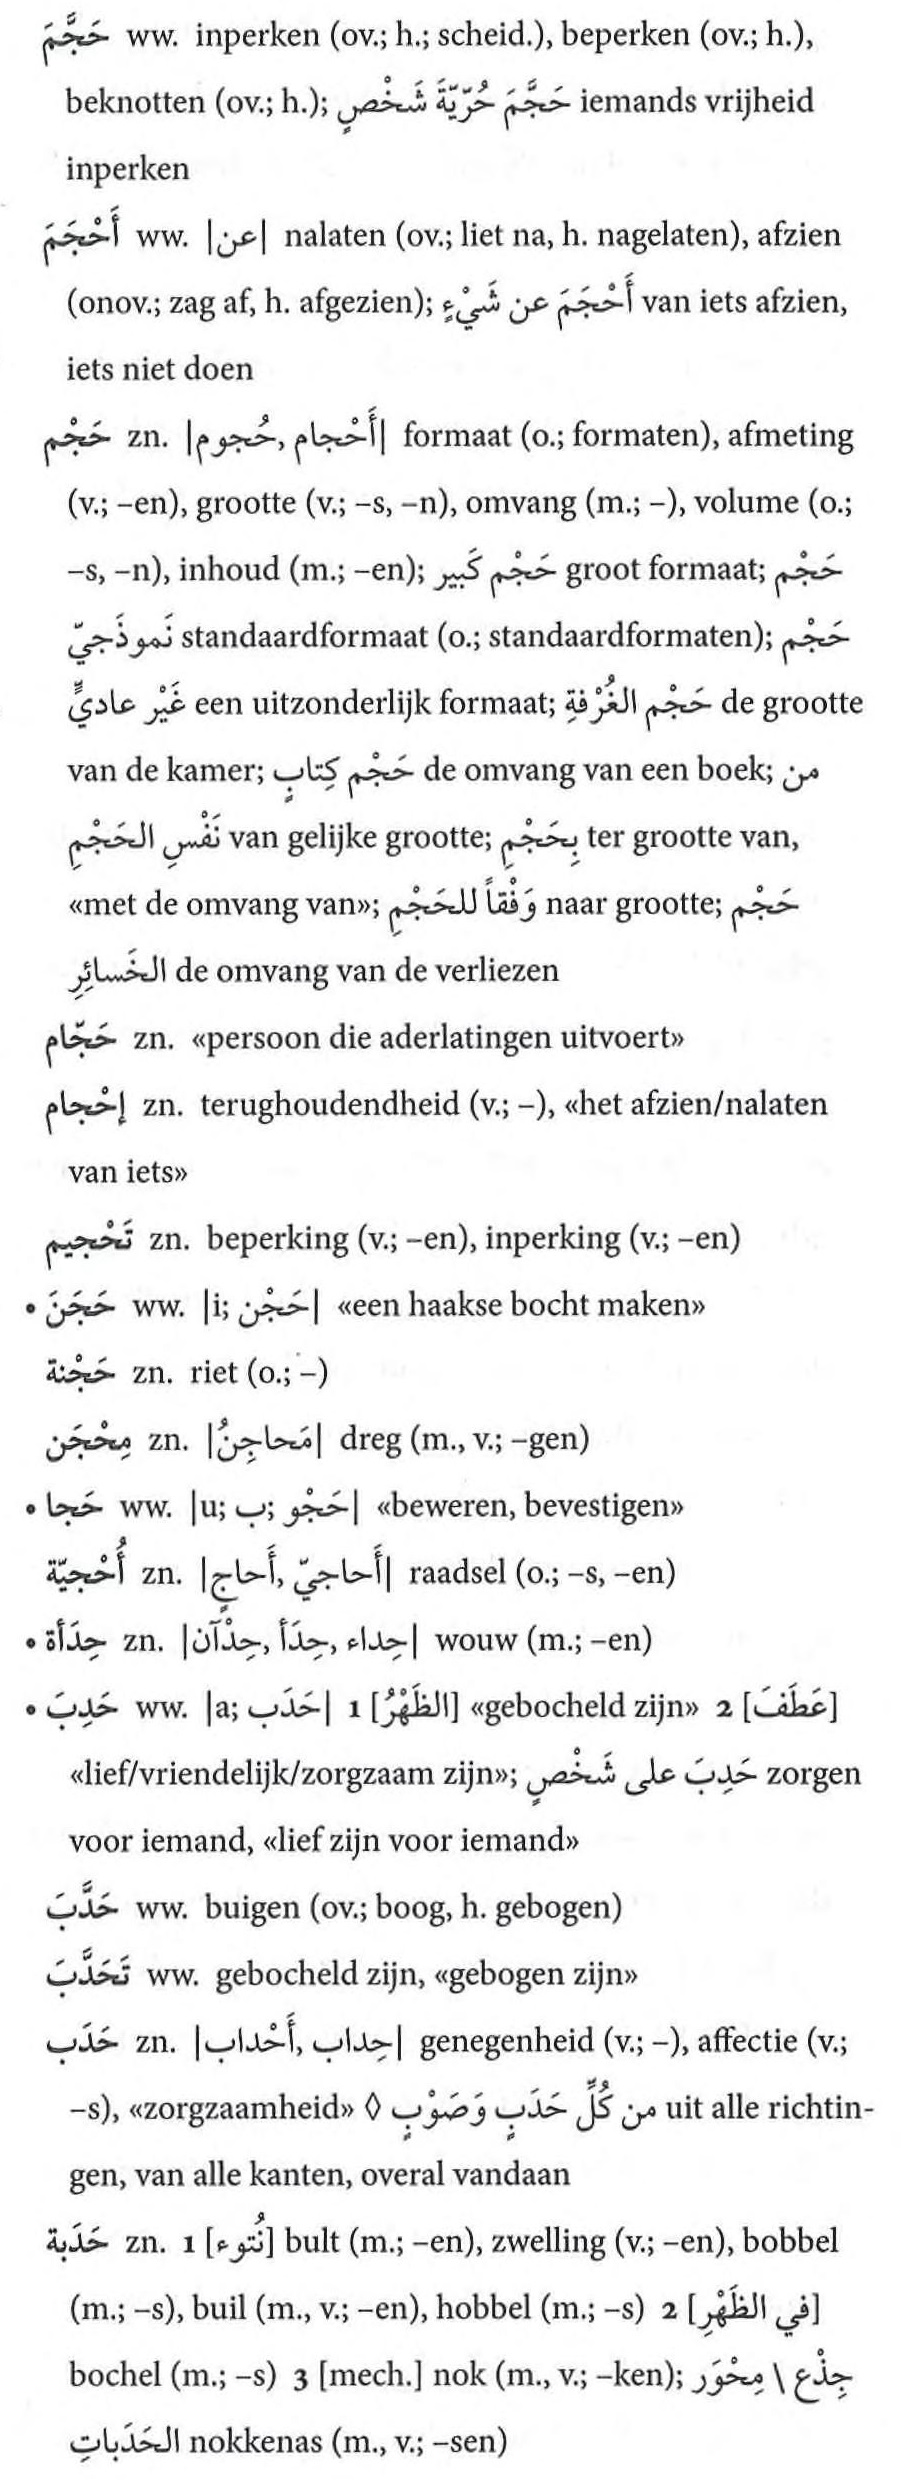 حَجَّمَ ww. inperken (ov.; h.; scheid.), beperken (ov.; h.),
beknotten (ov.; h.); حَجَّمَ حُرّيّةَ شَخْصٍ iemands vrijheid
inperken
أَحْجَمَ ww. |عن| nalaten (ov.; liet na, h. nagelaten), afzien
(onov.; zag af, h. afgezien); أَحْجَمَ عن شَيْءٍ van iets afzien,
iets niet doen
حَجْم zn. |أَحْجام, حُجوم| formaat (o.; formaten), afmeting
(v.; –en), grootte (v.; –s, –n), omvang (m.; –), volume (o.;
–s, –n), inhoud (m.; –en); حَجْم كَبير groot formaat; حَجْم
نَموذَجيّ standaardformaat (o.; standaardformaten); حَجْم
غَيْر عاديٍّ een uitzonderlijk formaat; حَجْم الغُرْفةِ de grootte
van de kamer; حَجْم كِتابٍ de omvang van een boek; من
نَفْسِ الحَجْمِ van gelijke grootte; بِحَجْمِ ter grootte van,
«met de omvang van»; وَفْقاً للحَجْمِ naar grootte; حَجْم
الخَسائِرِ de omvang van de verliezen
حَجّام zn. «persoon die aderlatingen uitvoert»
إحْجام zn. terughoudendheid (v.; –), «het afzien/nalaten
van iets»
تَحْجيم zn. beperking (v.; –en), inperking (v.; –en)
• حَجَنَ ww. |i; حَجْن| «een haakse bocht maken»
حَجْنة zn. riet (o.; –)
مِحْجَن zn. |مَحاجِنُ| dreg (m., v.; –gen)
• حَجا ww. |u; ب; حَجْو| «beweren, bevestigen»
أُحْجيّة zn. |أَحاجيّ, أَحاجٍ| raadsel (o.; –s, –en)
• حِدَأة zn. |حِداء, حِدَأ, حِدْآن| wouw (m.; –en)
• حَدِبَ ww. |a; حَدَب| 1 [الظَهْرُ] «gebocheld zijn» 2 [عَطَفَ]
«lief/vriendelijk/zorgzaam zijn»; حَدِبَ على شَخْصٍ zorgen
voor iemand, «lief zijn voor iemand»
حَدَّبَ ww. buigen (ov.; boog, h. gebogen)
تَحَدَّبَ ww. gebocheld zijn, «gebogen zijn»
حَدَب zn. |حِداب, أَحْداب| genegenheid (v.; –), affectie (v.;
–s), «zorgzaamheid» ◊ من كُلِّ حَدَبٍ وَصَوْبٍ uit alle richtin-
gen, van alle kanten, overal vandaan
حَدَبة zn. 1 [نُتوء] bult (m.; –en), zwelling (v.; –en), bobbel
(m.; –s), buil (m., v.; –en), hobbel (m.; –s) 2 [في الظَهْرِ]
bochel (m.; –s) 3 [mech.] nok (m., v.; –ken); جِذْع \ مِحْوَر
الحَدَباتِ nokkenas (m., v.; –sen)